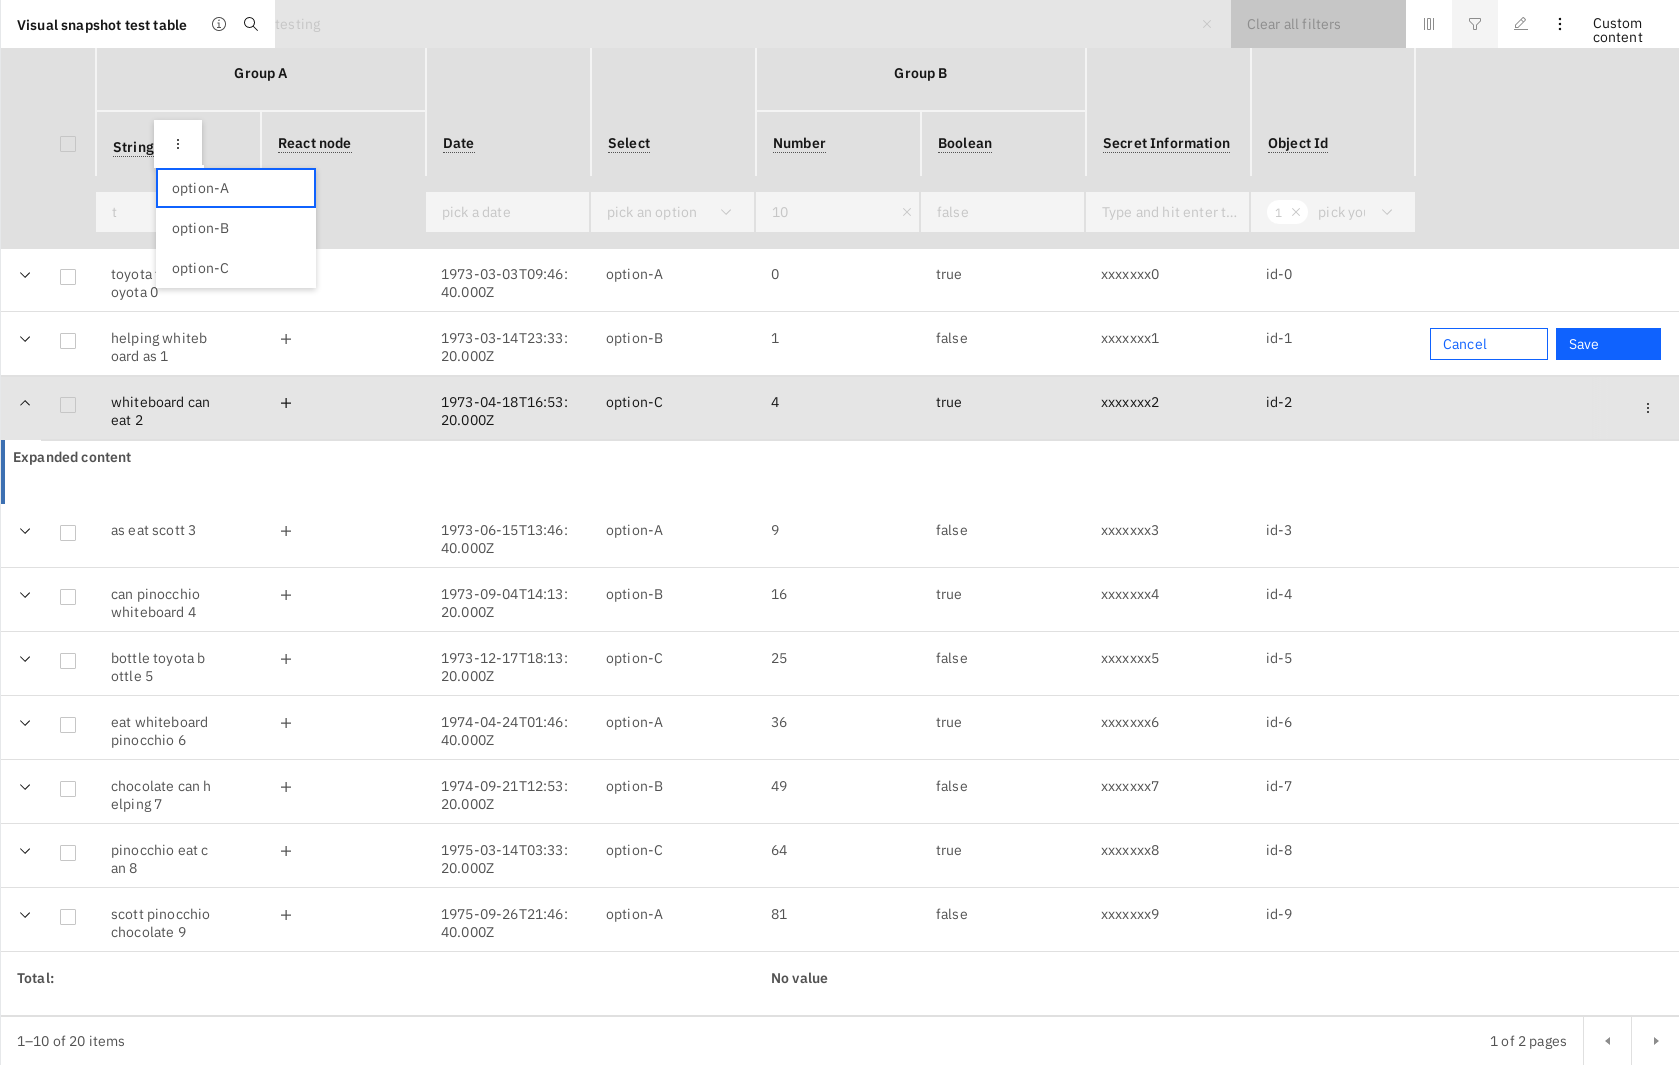 Visual snapshot test table
testing
Clear all filters
Custom
content
Group A
Group B
String
React node
Date
Select
Number
Boolean
Secret Information
Object Id
t
pick a date
pick an option
10
false
Type and hit enter t...
1
pick you
option-A
option-B
option-C
toyota
oyota 0
1973-03-03T09:46:
40.000Z
option-A
0
true
xxxxxxx0
id-0
helping whiteb
oard as 1
1973-03-14T23:33:
20.000Z
option-B
1
false
xxxxxxx1
id-1
Cancel
Save
whiteboard can
eat 2
1973-04-18T16:53:
20.000Z
option-C
4
true
xxxxxxx2
id-2
Expanded content
as eat scott 3
1973-06-15T13:46:
40.000Z
option-A
9
false
xxxxxxx3
id-3
can pinocchio
whiteboard 4
1973-09-04T14:13:
20.000Z
option-B
16
true
xxxxxxx4
id-4
bottle toyota b
ottle 5
1973-12-17T18:13:
20.000Z
option-C
25
false
xxxxxxx5
id-5
eat whiteboard
pinocchio 6
1974-04-24T01:46:
40.000Z
option-A
36
true
xxxxxxx6
id-6
chocolate can h
elping 7
1974-09-21T12:53:
20.000Z
option-B
49
false
xxxxxxx7
id-7
pinocchio eat c
an 8
1975-03-14T03:33:
20.000Z
option-C
64
true
xxxxxxx8
id-8
scott pinocchio
chocolate 9
1975-09-26T21:46:
40.000Z
option-A
81
false
xxxxxxx9
id-9
Total:
No value
1–10 of 20 items
1 of 2 pages